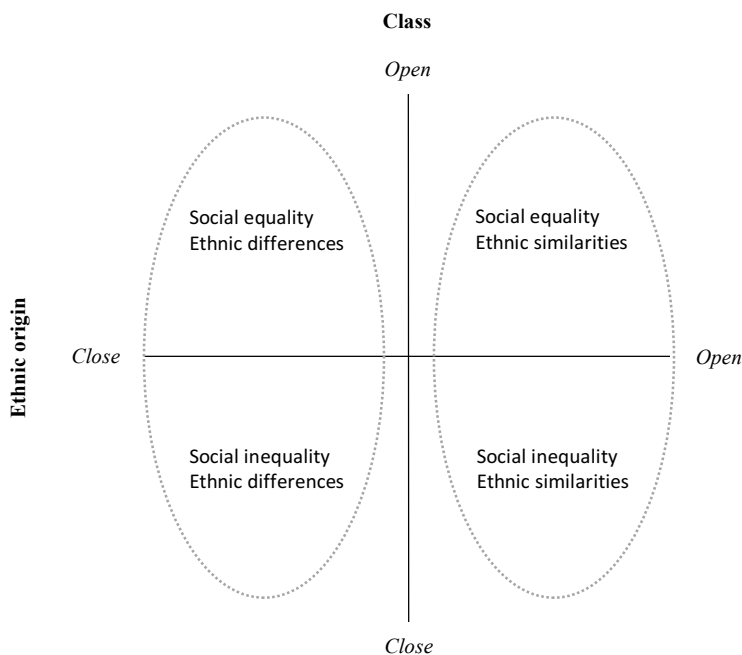 Class
Open
Social equality
Ethnic differences
Social equality
Ethnic similarities
Ethnic origin
Close
Open
Social inequality
Ethnic differences
Social inequality
Ethnic similarities
Close